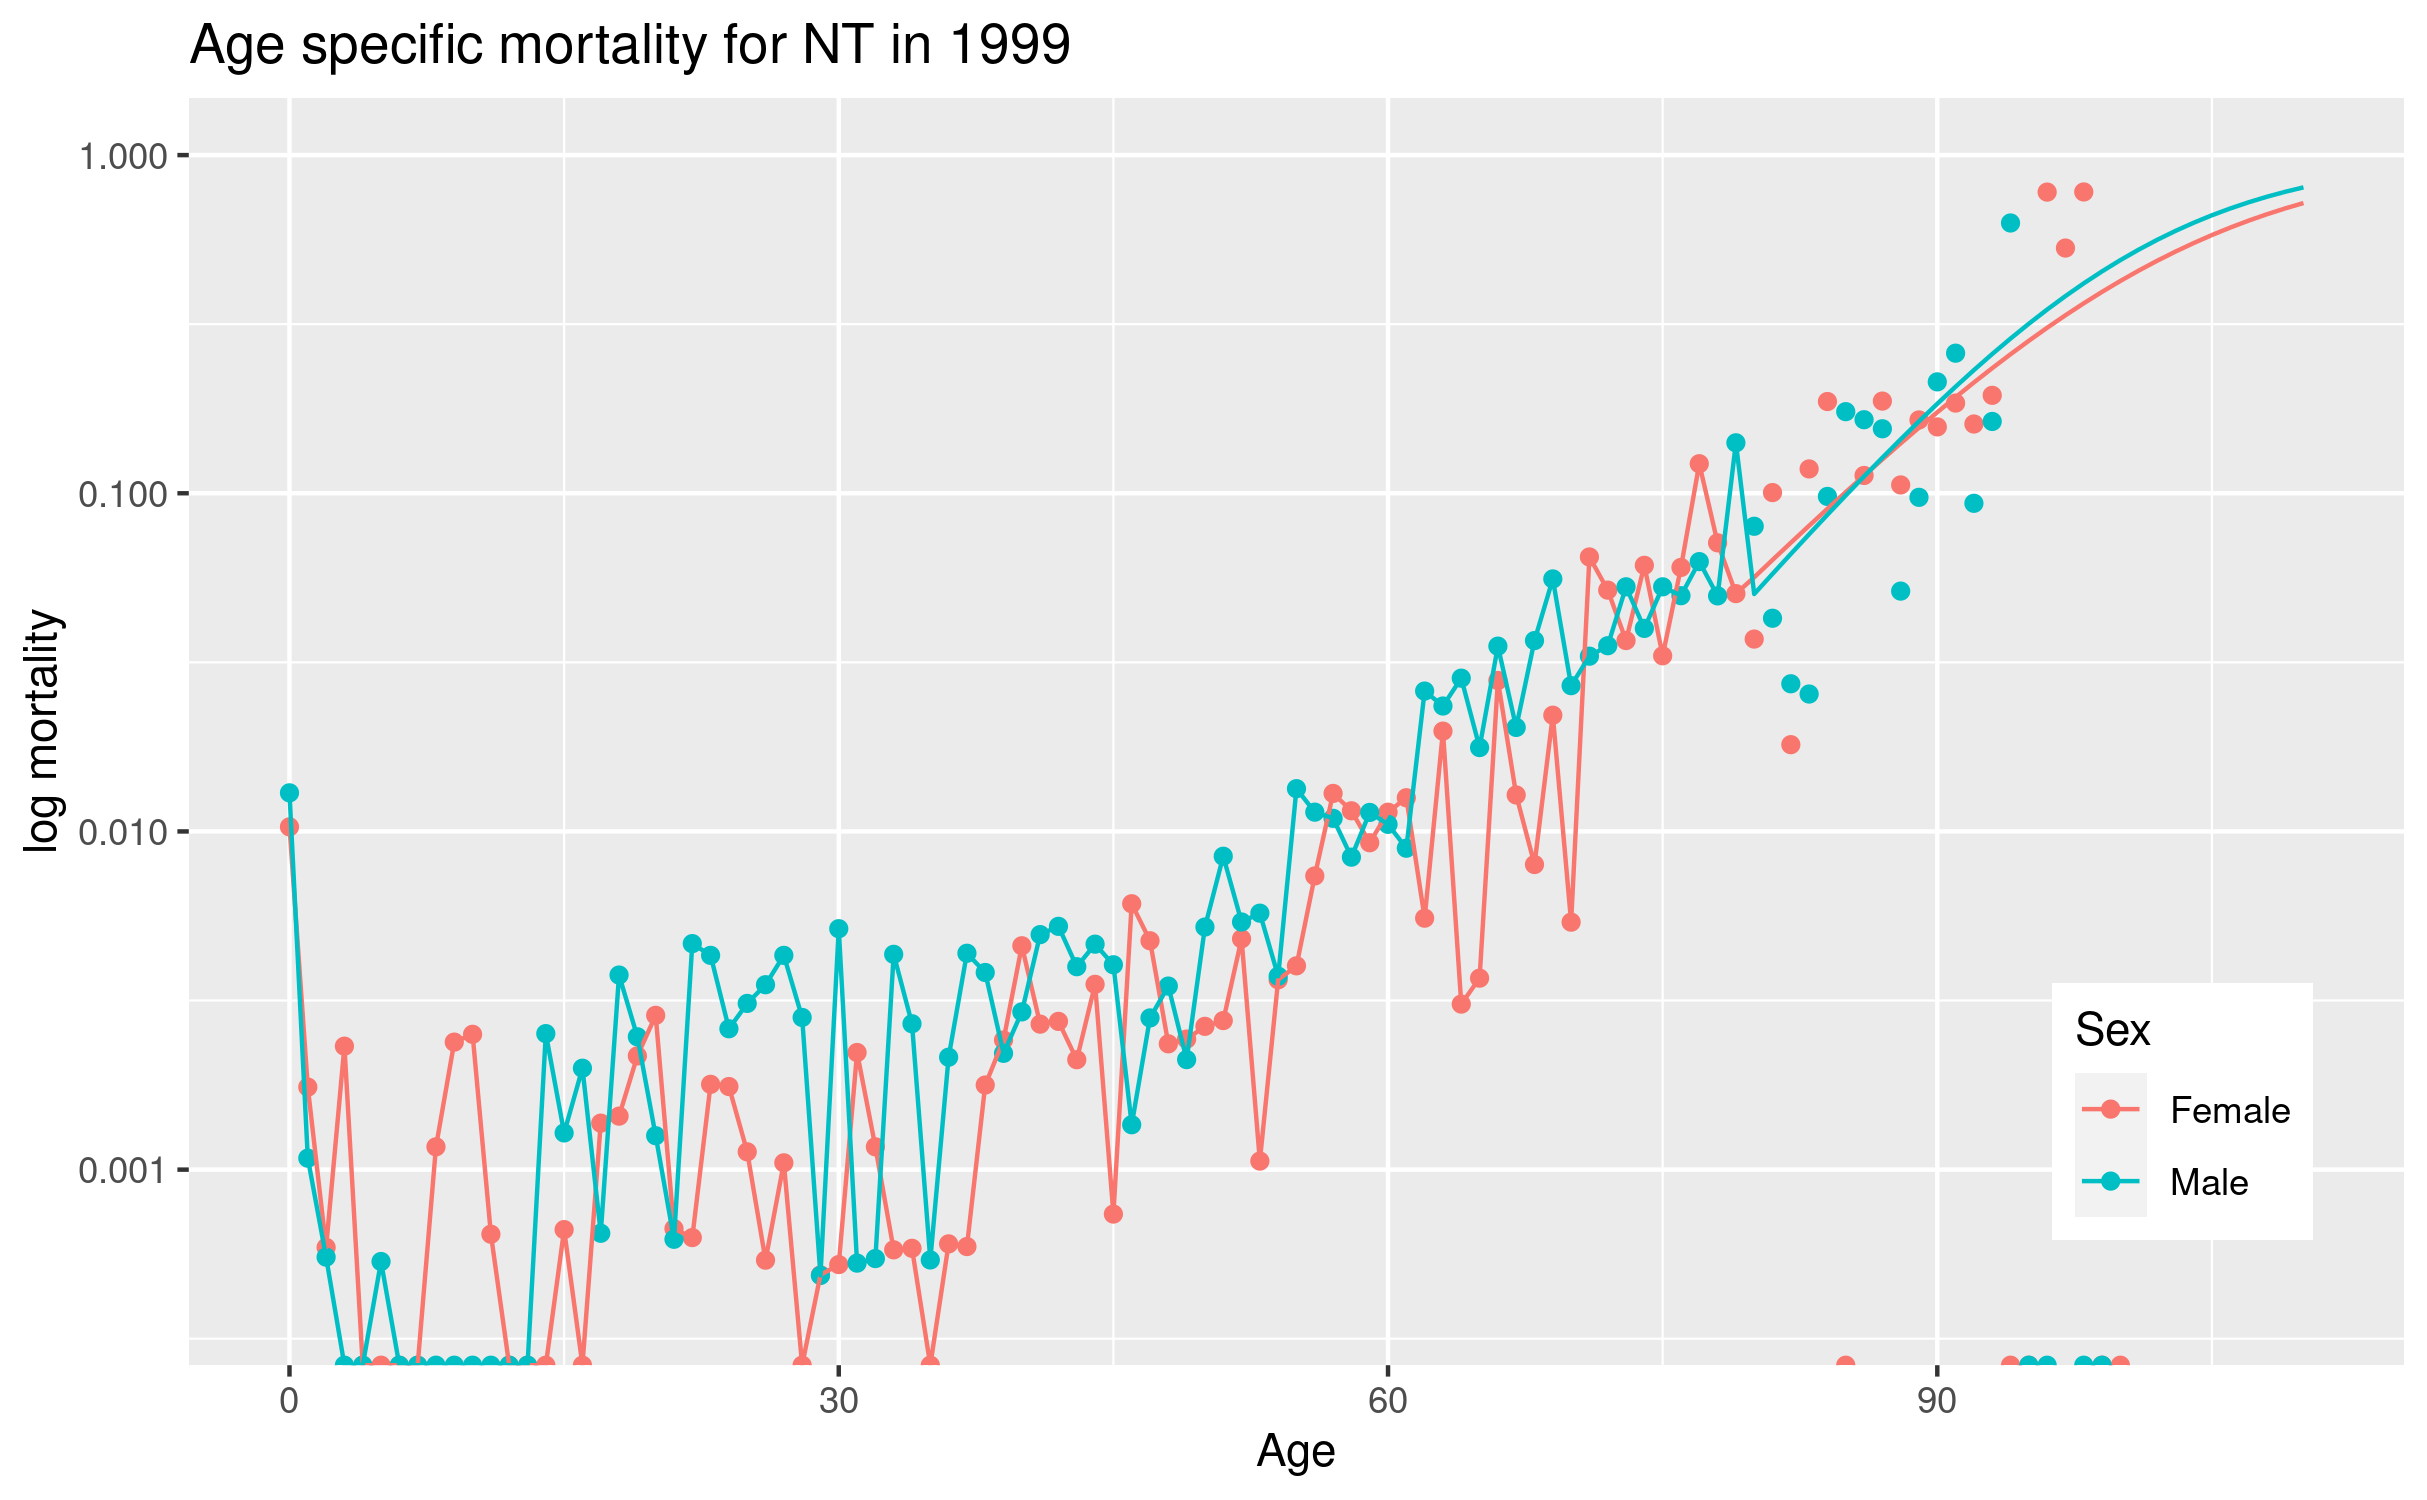 Age specific mortality for NT in 1999
log mortality
1.000
0.100
0.010
0.001
0
30
60
90
Age
Sex
Female
Male